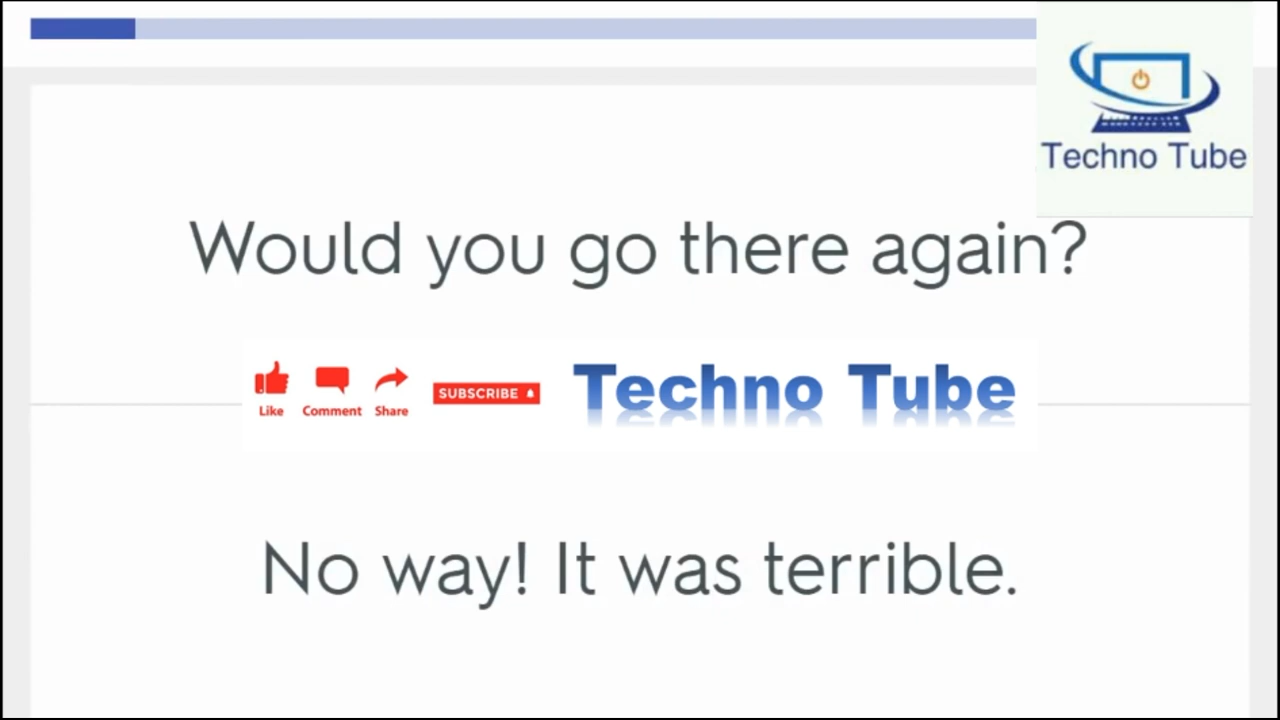 Techno Tube
Would you go there again?
Like Comment Share SUBSCRIBE Techno Tube
No way! It was terrible.